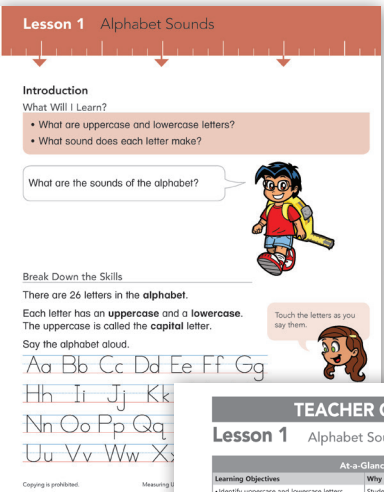 Lesson 1 Alphabet Sounds
Introduction
What Will I Learn?
• What are uppercase and lowercase letters?
• What sound does each letter make?
What are the sounds of the alphabet?
Break Down the Skills
There are 26 letters in the alphabet.
Each letter has an uppercase and a lowercase.
The uppercase is called the capital letter.
Touch the letters as you
say them.
Say the alphabet aloud.
Aa Bb Cc Dd Ee Ff Gg
Hh Ii Jj Kk
Nn Oo Pp Qq
Uu Vv Ww
Copying is prohibited. Measuring
TEACHER
Lesson 1 Alphabet
At-a-Glanc
Learning Objectives Why
• Identify uppercase and lowercase letters